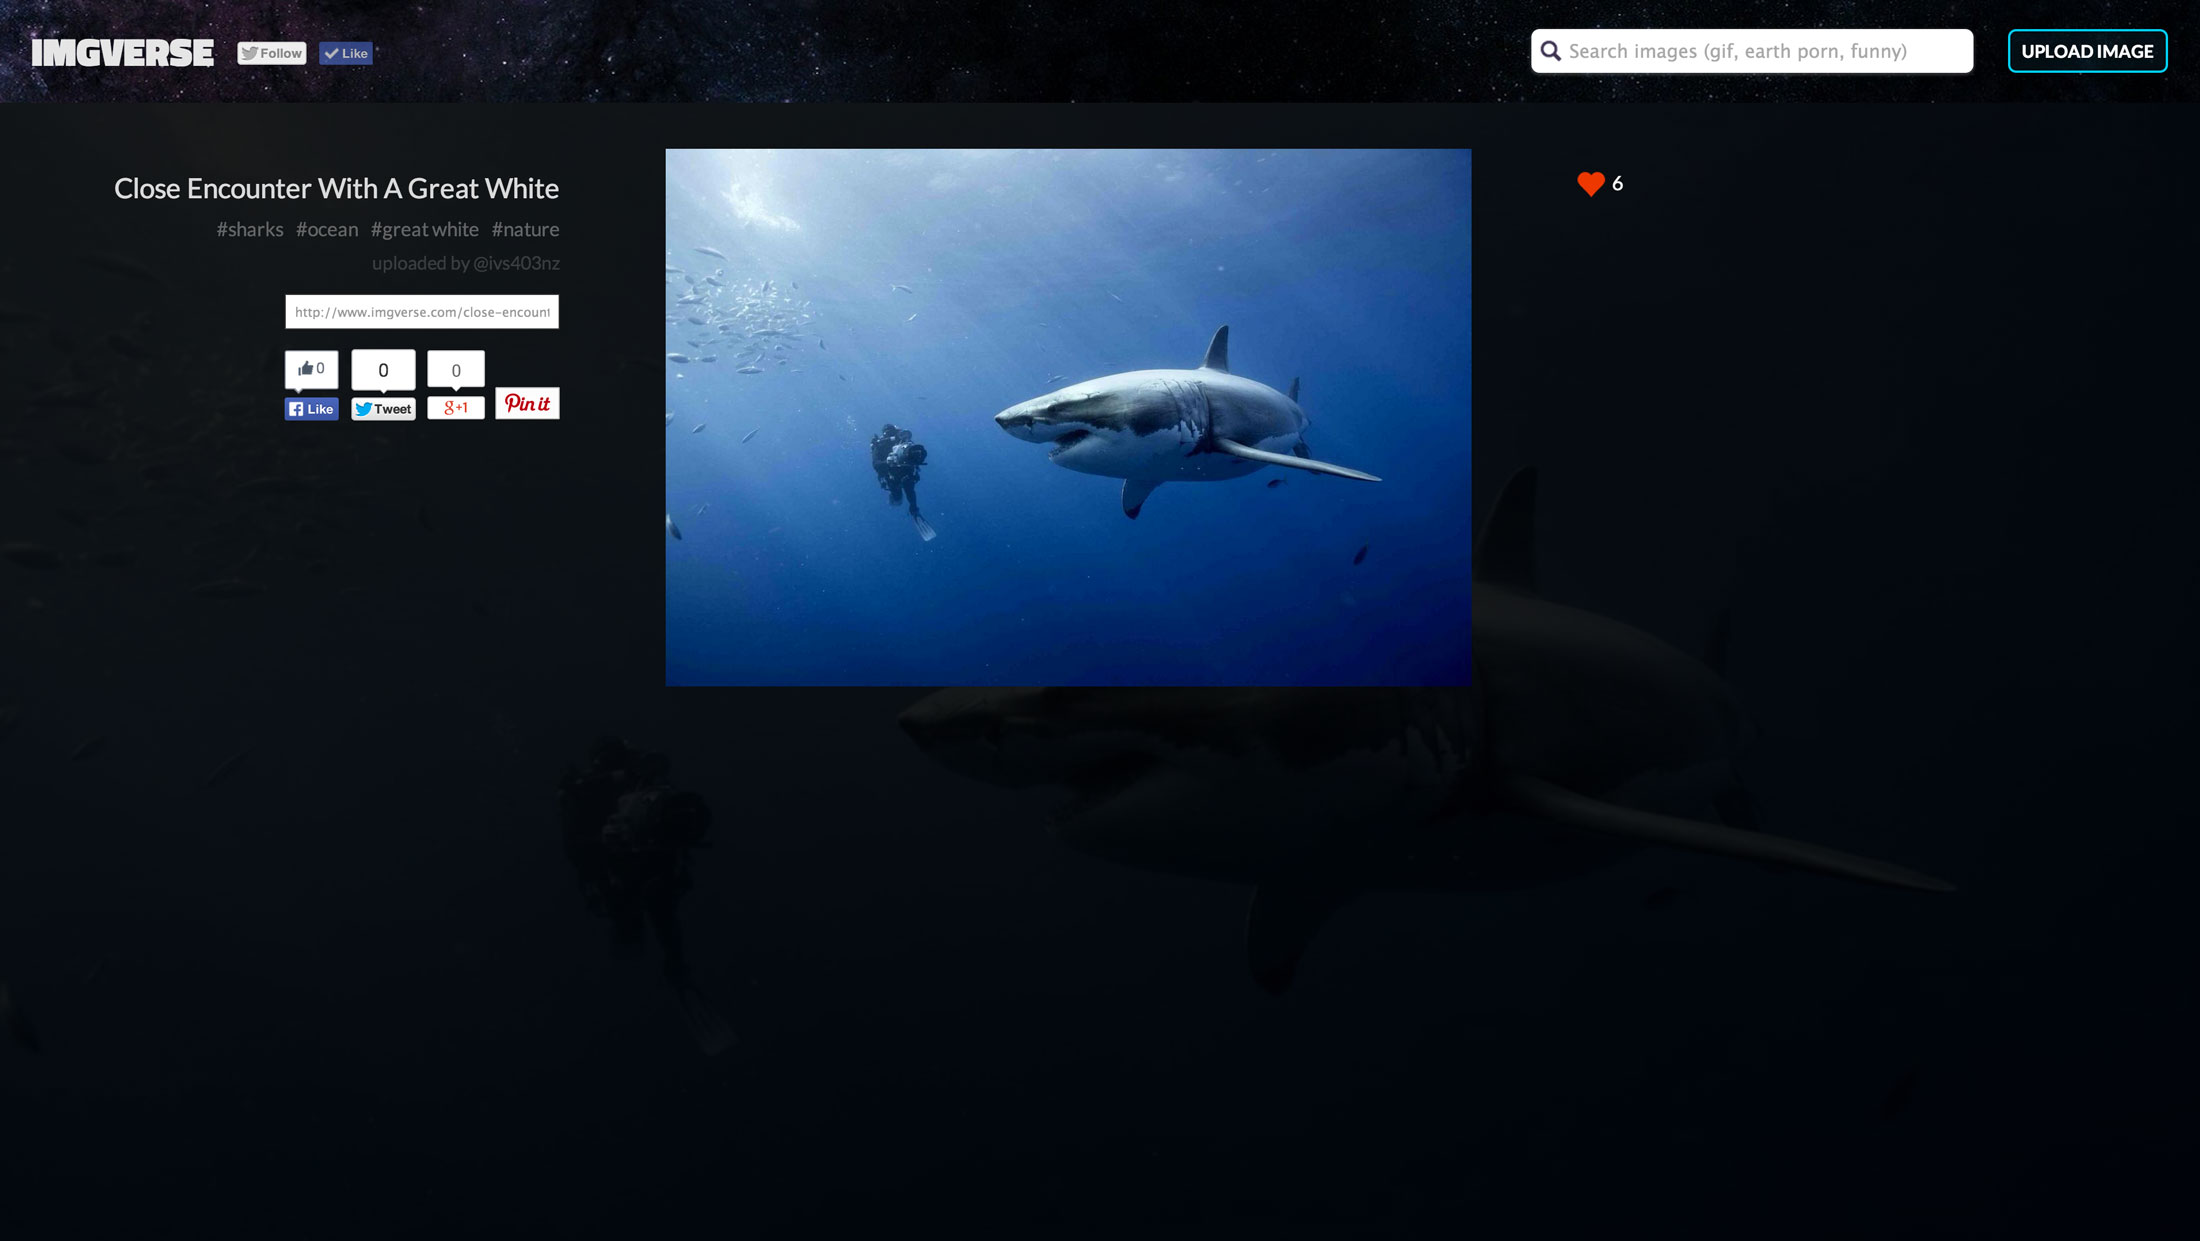 IMGVERSE Follow Like Search images (gif, earth porn, funny) UPLOAD IMAGE
Close Encounter With A Great White
#sharks #ocean #great white #nature
uploaded by @ivs403nz
http://www.imgverse.com/close-encount
0 0 0
Like Tweet g+1 Pin it
6